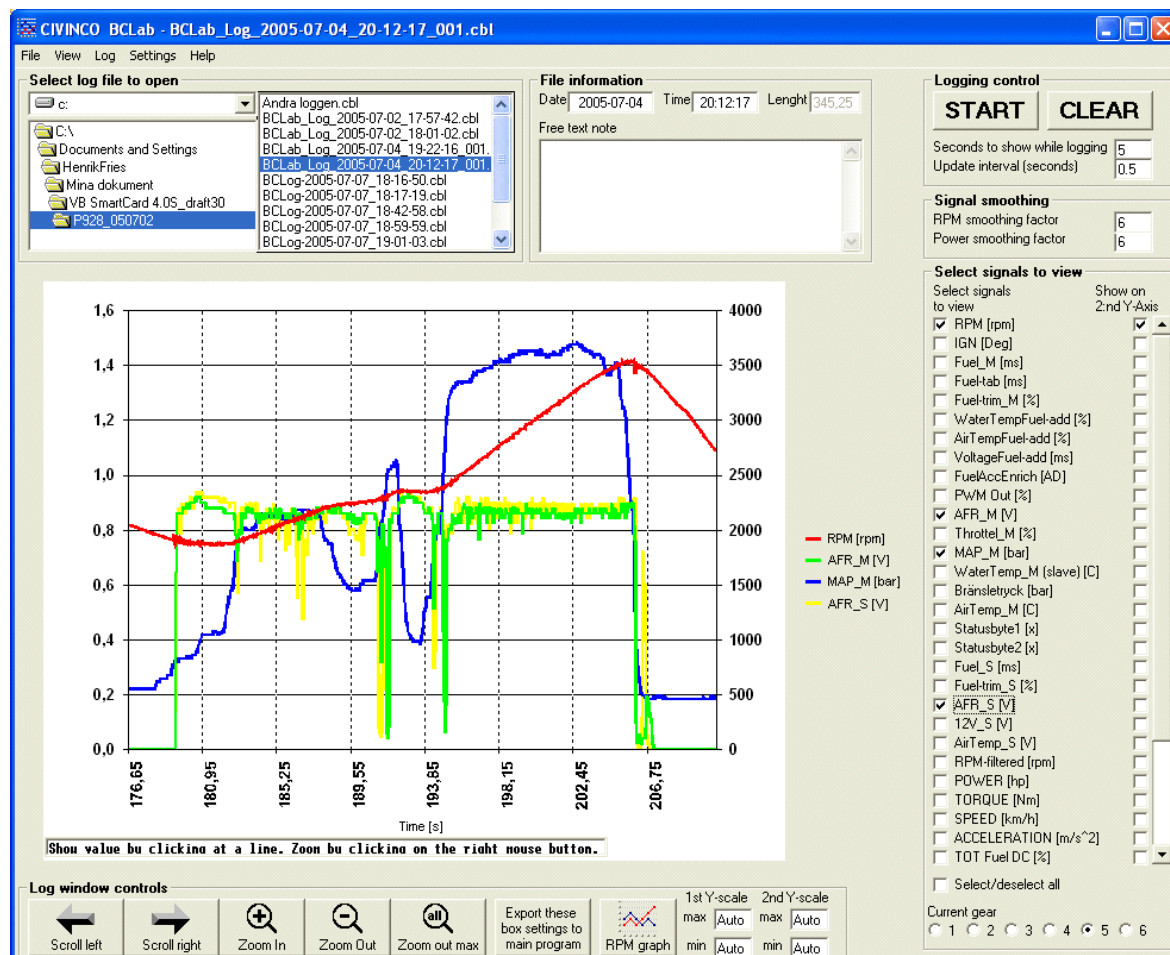 CIVINCO BCLab - BCLab_Log_2005-07-04_20-12-17_001.cbl
File View Log Settings Help
Select log file to open
c:
C:\
Documents and Settings
HenrikFries
Mina dokument
VB SmartCard 4.0S_draft30
P928_050702
Andra loggen.cbl
BCLab_Log_2005-07-02_17-57-42.cbl
BCLab_Log_2005-07-02_18-01-02.cbl
BCLab_Log_2005-07-04_19-22-16_001.
BCLab_Log_2005-07-04_20-12-17_001.
BCLog-2005-07-07_18-16-50.cbl
BCLog-2005-07-07_18-17-19.cbl
BCLog-2005-07-07_18-42-58.cbl
BCLog-2005-07-07_18-59-59.cbl
BCLog-2005-07-07_19-01-03.cbl
File information
Date 2005-07-04 Time 20:12:17 Lenght 345,25
Free text note
Logging control
START CLEAR
Seconds to show while logging 5
Update interval (seconds) 0.5
Signal smoothing
RPM smoothing factor 6
Power smoothing factor 6
Select signals to view
Select signals to view
Show on 2:nd Y-Axis
RPM [rpm]
IGN [Deg]
Fuel_M [ms]
Fuel-tab [ms]
Fuel-trim_M [%]
WaterTempFuel-add [%]
AirTempFuel-add [%]
VoltageFuel-add [ms]
FuelAccEnrich [AD]
PWM Out [%]
AFR_M [V]
Throttel_M [%]
MAP_M [bar]
WaterTemp_M (slave) [C]
Bränsletryck [bar]
AirTemp_M [C]
Statusbyte1 [x]
Statusbyte2 [x]
Fuel_S [ms]
Fuel-trim_S [%]
AFR_S [V]
12V_S [V]
AirTemp_S [V]
RPM-filtered [rpm]
POWER [hp]
TORQUE [Nm]
SPEED [km/h]
ACCELERATION [m/s^2]
TOT Fuel DC [%]
Select/deselect all
Current gear
1 2 3 4 5 6
1,6
1,4
1,2
1,0
0,8
0,6
0,4
0,2
0,0
4000
3500
3000
2500
2000
1500
1000
500
0
176,65
180,95
185,25
189,55
193,85
198,15
202,45
206,75
Time [s]
RPM [rpm]
AFR_M [V]
MAP_M [bar]
AFR_S [V]
Show value by clicking at a line. Zoom by clicking on the right mouse button.
Log window controls
Scroll left
Scroll right
Zoom In
Zoom Out
all
Zoom out max
Export these
box settings to
main program
RPM graph
1st Y-scale 2nd Y-scale
max Auto max Auto
min Auto min Auto